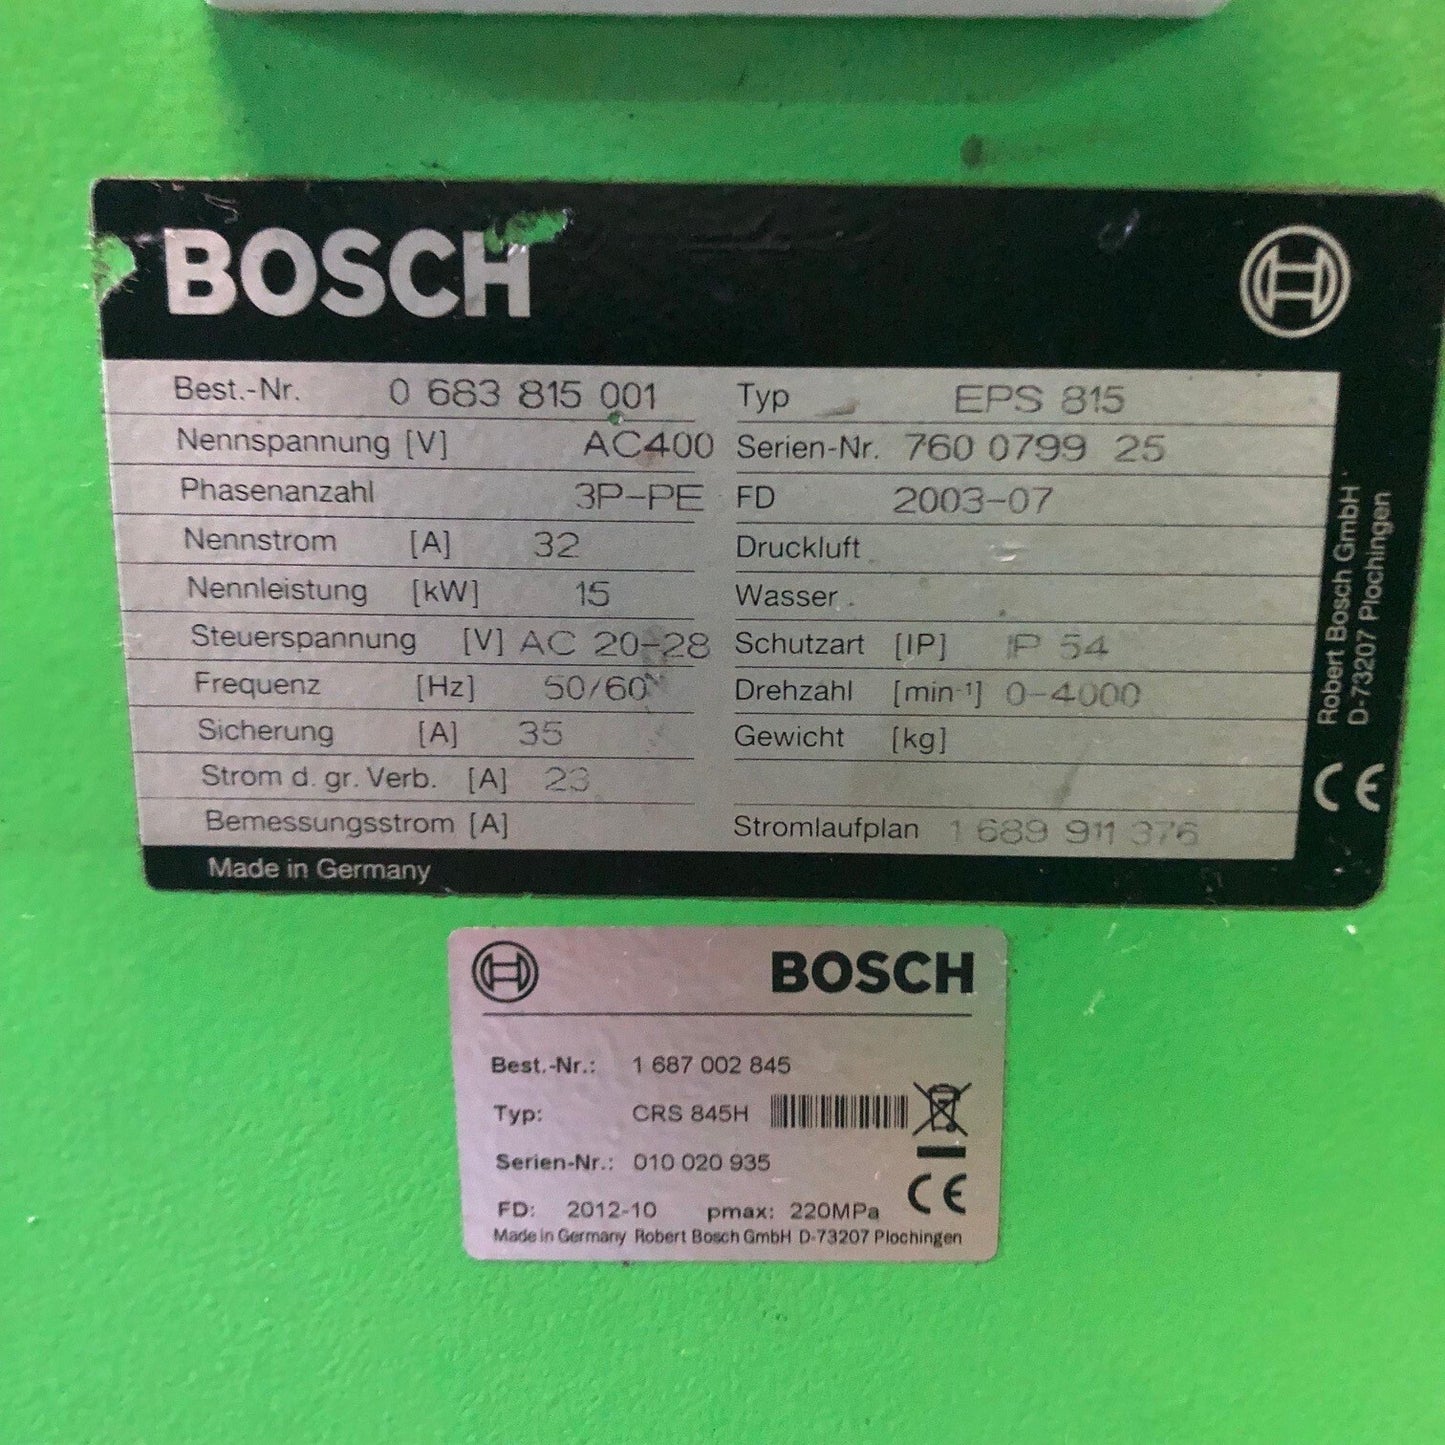 BOSCH
Best.-Nr. 0 683 815 001
Nennspannung [V] AC400
Phasenanzahl 3P-PE
Nennstrom [A] 32
Nennleistung [kW] 15
Steuerspannung [V] AC 20-28
Frequenz [Hz] 50/60
Sicherung [A] 35
Strom d. gr. Verb. [A] 23
Bemessungsstrom [A]
Typ EPS 815
Serien-Nr. 760 0799 25
FD 2003-07
Druckluft
Wasser
Schutzart [IP] IP 54
Drehzahl [min-1] 0-4000
Gewicht [kg]
Stromlaufplan 1 689 911 376
Robert Bosch GmbH
D-73207 Plochingen
CE
Made in Germany
BOSCH
Best.-Nr.: 1 687 002 845
Typ: CRS 845H
Serien-Nr.: 010 020 935
CE
FD: 2012-10 pmax: 220MPa
Made in Germany Robert Bosch GmbH D-73207 Plochingen